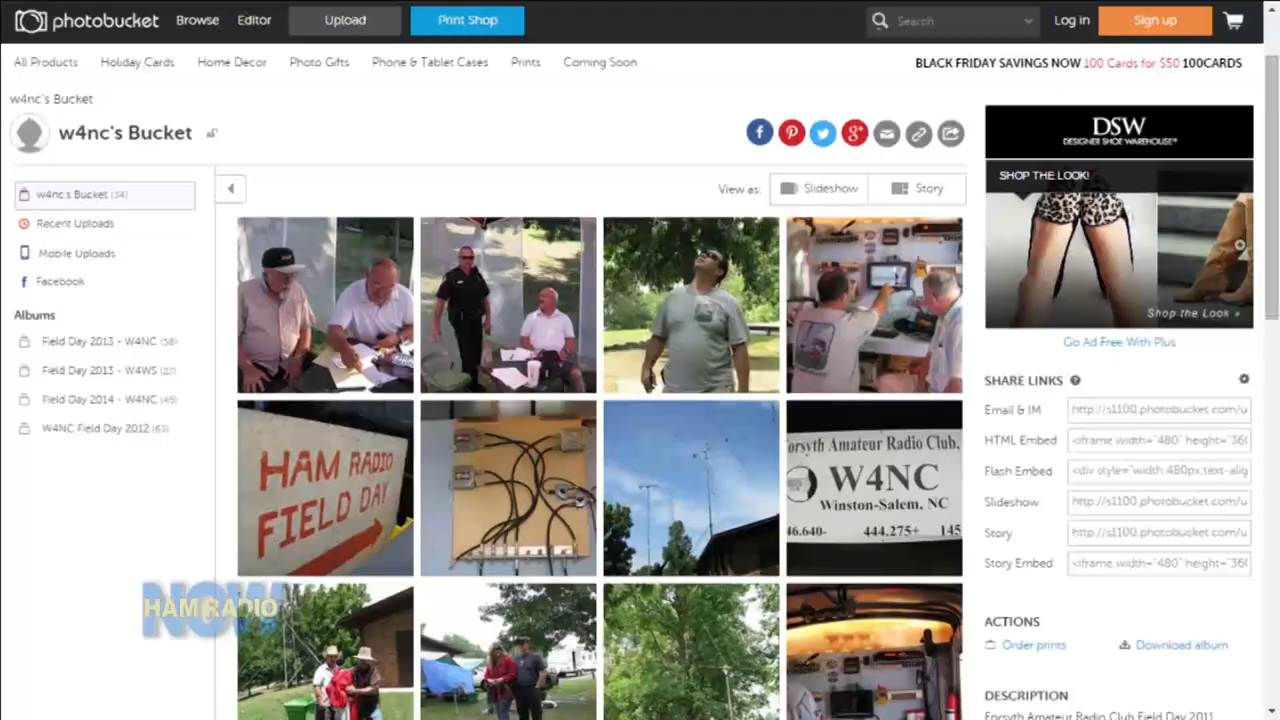 photobucket Browse Editor Upload Print Shop Search Log in Sign up
All Products Holiday Cards Home Decor Photo Gifts Phone & Tablet Cases Prints Coming Soon BLACK FRIDAY SAVINGS NOW 100 Cards for $50 100CARDS
w4nc's Bucket
w4nc's Bucket
w4nc's Bucket (34)
Recent Uploads
Mobile Uploads
Facebook
Albums
Field Day 2013 - W4NC (58)
Field Day 2013 - W4WS
Field Day 2014 - W4NC
W4NC Field Day 2012 (63)
View as: Slideshow Story
HAM RADIO
FIELD DAY
Forsyth Amateur Radio Club,
W4NC
Winston-Salem, NC
46.640- 444.275+ 145
HAM RADIO
NOW
DSW
DESIGNER SHOE WAREHOUSE
SHOP THE LOOK!
Shop the Look »
Go Ad Free With Plus
SHARE LINKS
Email & IM http://s1100.photobucket.com/u
HTML Embed <iframe width="480" height="360
Flash Embed <div style="width:480px;text-alig
Slideshow http://s1100.photobucket.com/u
Story http://s1100.photobucket.com/u
Story Embed <iframe width="480" height="360
ACTIONS
Order prints Download album
DESCRIPTION
Forsyth Amateur Radio Club Field Day 2011